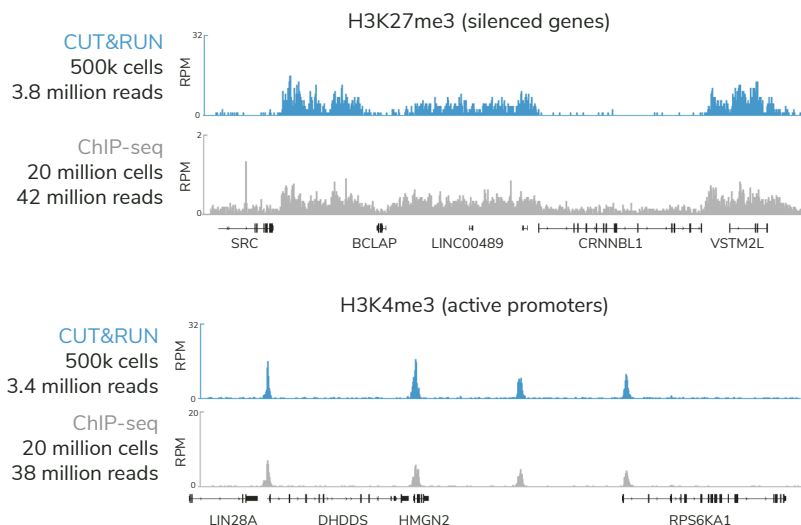 H3K27me3 (silenced genes)
CUT&RUN
500k cells
3.8 million reads
32
RPM
0
ChIP-seq
20 million cells
42 million reads
2
RPM
0
SRC BCLAP LINC00489 CRNNBL1 VSTM2L
H3K4me3 (active promoters)
CUT&RUN
500k cells
3.4 million reads
32
RPM
0
ChIP-seq
20 million cells
38 million reads
20
RPM
0
LIN28A DHDDS HMGN2 RPS6KA1